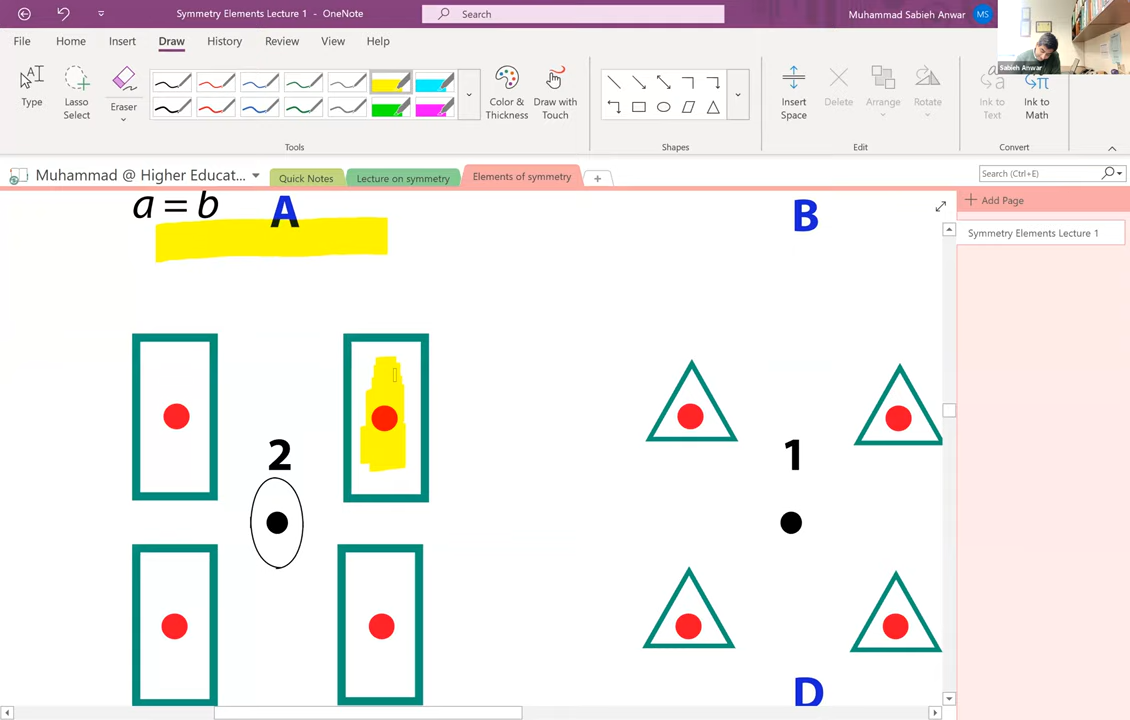 Symmetry Elements Lecture 1 - OneNote
Search
Muhammad Sabieh Anwar
MS
Sabieh Anwar
File Home Insert Draw History Review View Help
Type
Lasso Select
Eraser
Color & Thickness
Draw with Touch
Insert Space
Delete
Arrange
Rotate
Ink to Text
Ink to Math
Tools
Shapes
Edit
Convert
Muhammad @ Higher Educat...
Quick Notes
Lecture on symmetry
Elements of symmetry
Search (Ctrl+E)
Add Page
Symmetry Elements Lecture 1
a = b
A
B
2
1
D